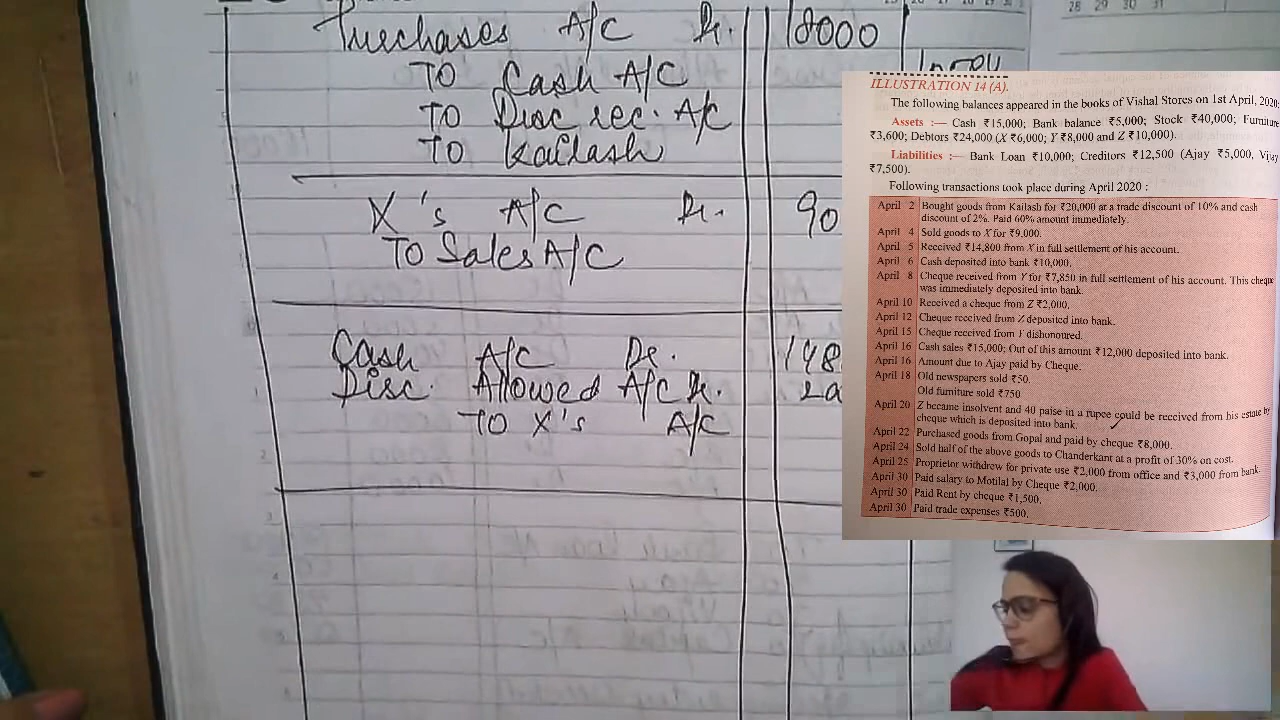 Purchases A/C Dr. 18000
TO Cash A/C
TO Disc rec. A/C
TO Kailash
X's A/C Dr. 90
TO Sales A/C
Cash A/C Dr. 148
Disc. Allowed A/C Dr.
TO X's A/C
28 29 30 31
ILLUSTRATION 14 (A).
The following balances appeared in the books of Vishal Stores on 1st April, 2020
Assets :— Cash ₹15,000; Bank balance ₹5,000; Stock ₹40,000; Furniture
₹3,600; Debtors ₹24,000 (X ₹6,000; Y ₹8,000 and Z ₹10,000).
Liabilities :— Bank Loan ₹10,000; Creditors ₹12,500 (Ajay ₹5,000, Vijay
₹7,500).
Following transactions took place during April 2020 :
April 2 Bought goods from Kailash for ₹20,000 at a trade discount of 10% and cash
discount of 2%. Paid 60% amount immediately.
April 4 Sold goods to X for ₹9,000.
April 5 Received ₹14,800 from X in full settlement of his account.
April 6 Cash deposited into bank ₹10,000,
April 8 Cheque received from Y for ₹7,850 in full settlement of his account. This cheque
was immediately deposited into bank.
April 10 Received a cheque from Z ₹2,000,
April 12 Cheque received from Z deposited into bank.
April 15 Cheque received from Y dishonoured.
April 16 Cash sales ₹15,000; Out of this amount ₹12,000 deposited into bank.
April 16 Amount due to Ajay paid by Cheque.
April 18 Old newspapers sold ₹50.
Old furniture sold ₹750
April 20 Z became insolvent and 40 paise in a rupee could be received from his estate by
cheque which is deposited into bank.
April 22 Purchased goods from Gopal and paid by cheque ₹8,000.
April 24 Sold half of the above goods to Chanderkant at a profit of 30% on cost.
April 25 Proprietor withdrew for private use ₹2,000 from office and ₹3,000 from bank.
April 30 Paid salary to Motilal by Cheque ₹2,000.
April 30 Paid Rent by cheque ₹1,500,
April 30 Paid trade expenses ₹500.